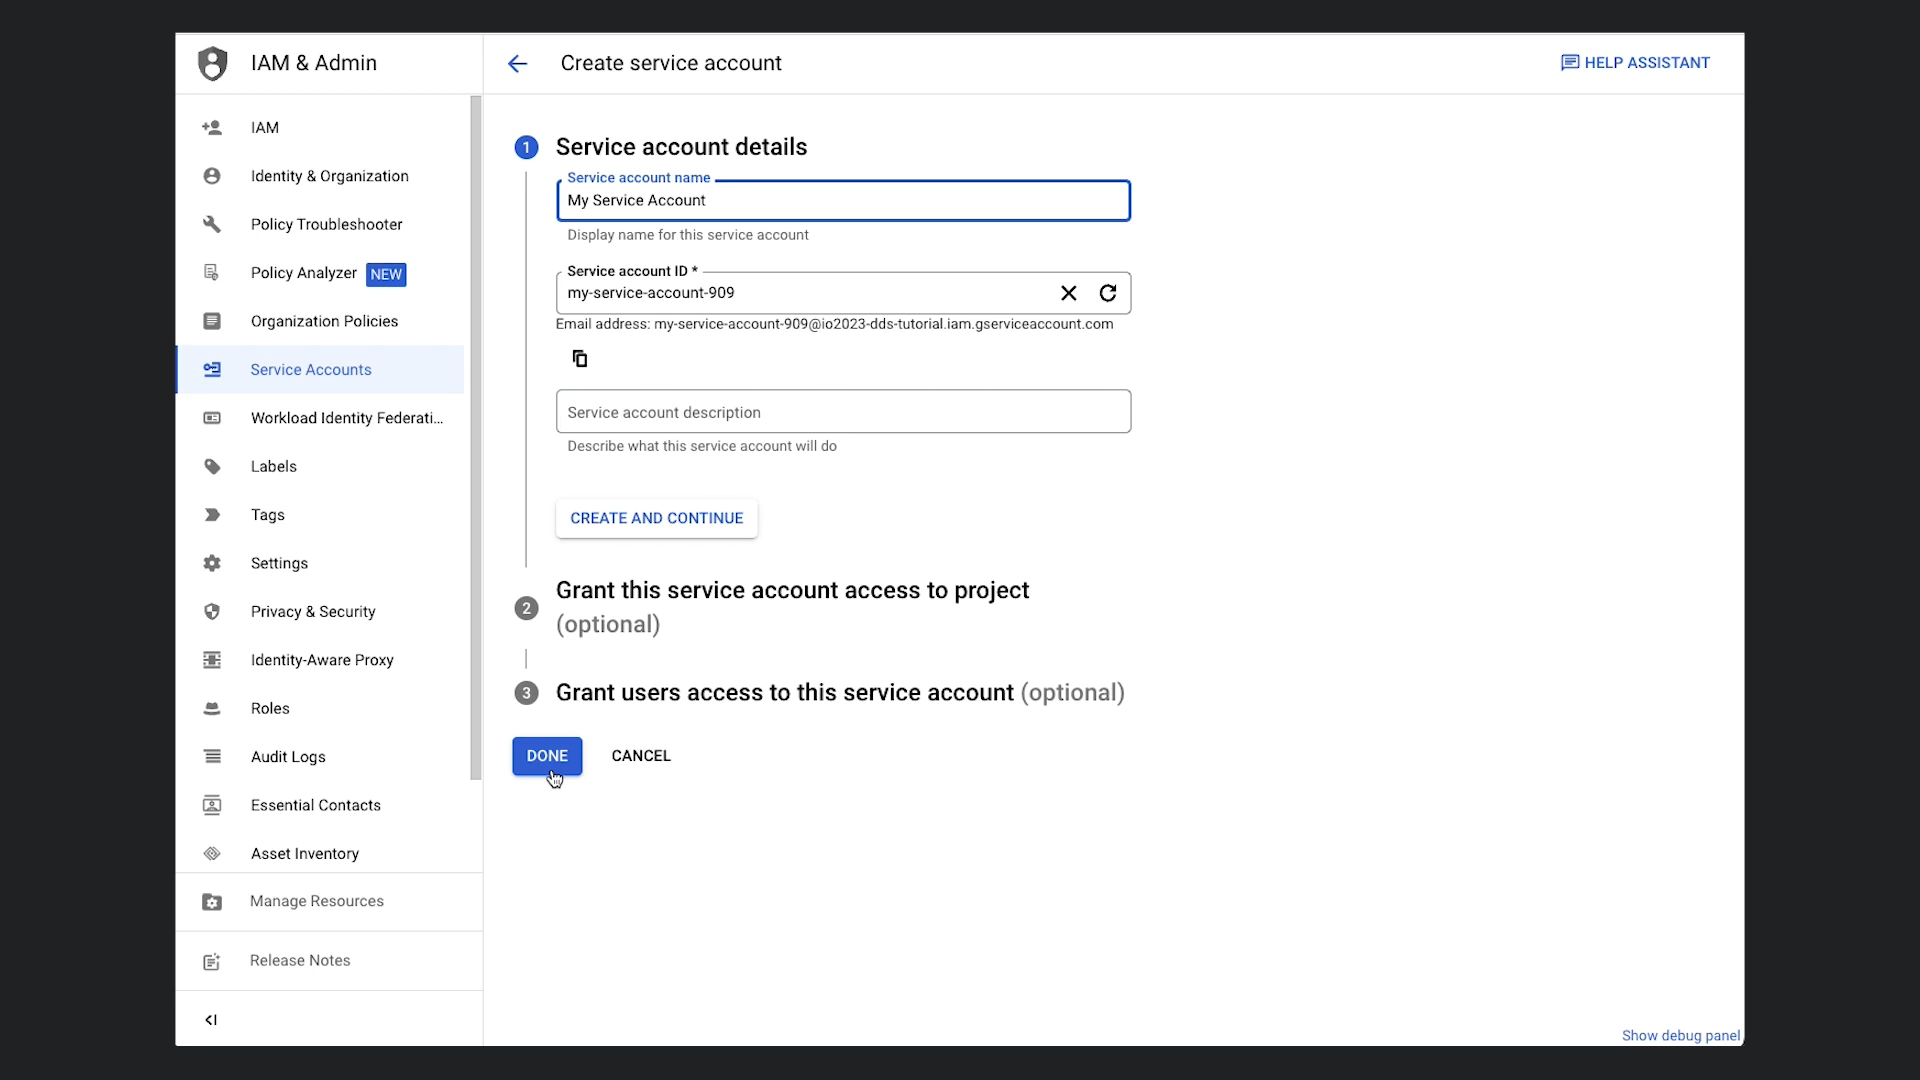 IAM & Admin
Create service account
HELP ASSISTANT
IAM
Identity & Organization
Policy Troubleshooter
Policy Analyzer NEW
Organization Policies
Service Accounts
Workload Identity Federati...
Labels
Tags
Settings
Privacy & Security
Identity-Aware Proxy
Roles
Audit Logs
Essential Contacts
Asset Inventory
Manage Resources
Release Notes
1 Service account details
Service account name
My Service Account
Display name for this service account
Service account ID *
my-service-account-909
Email address: my-service-account-909@io2023-dds-tutorial.iam.gserviceaccount.com
Service account description
Describe what this service account will do
CREATE AND CONTINUE
2 Grant this service account access to project
(optional)
3 Grant users access to this service account (optional)
DONE CANCEL
Show debug panel